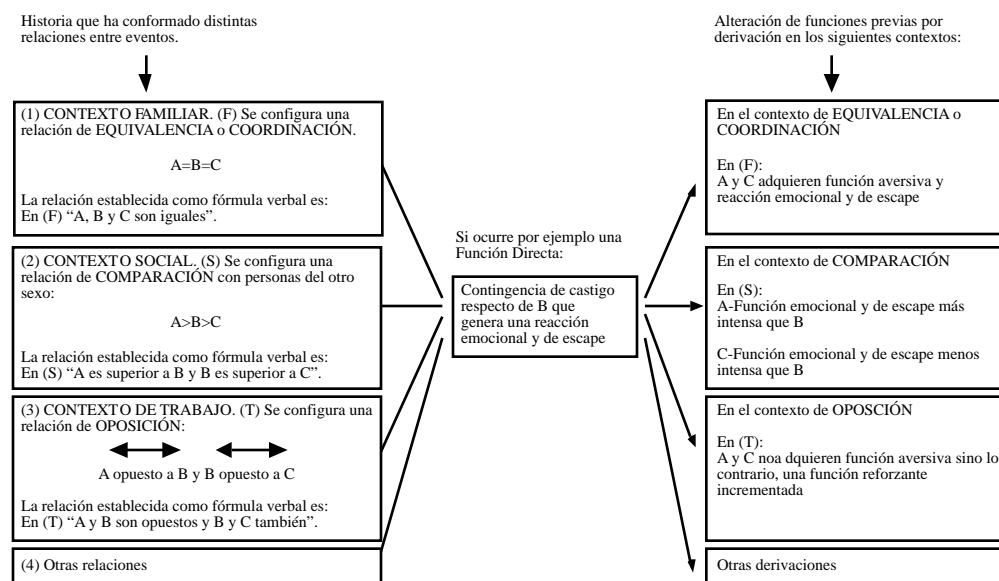 Historia que ha conformado distintas
relaciones entre eventos.
(1) CONTEXTO FAMILIAR. (F) Se configura una
relación de EQUIVALENCIA o COORDINACIÓN.
A=B=C
La relación establecida como fórmula verbal es:
En (F) “A, B y C son iguales”.
(2) CONTEXTO SOCIAL. (S) Se configura una
relación de COMPARACIÓN con personas del otro
sexo:
A>B>C
La relación establecida como fórmula verbal es:
En (S) “A es superior a B y B es superior a C”.
(3) CONTEXTO DE TRABAJO. (T) Se configura una
relación de OPOSICIÓN:
A opuesto a B y B opuesto a C
La relación establecida como fórmula verbal es:
En (T) “A y B son opuestos y B y C también”.
(4) Otras relaciones
Si ocurre por ejemplo una
Función Directa:
Contingencia de castigo
respecto de B que
genera una reacción
emocional y de escape
Alteración de funciones previas por
derivación en los siguientes contextos:
En el contexto de EQUIVALENCIA o
COORDINACIÓN
En (F):
A y C adquieren función aversiva y
reacción emocional y de escape
En el contexto de COMPARACIÓN
En (S):
A-Función emocional y de escape más
intensa que B
C-Función emocional y de escape menos
intensa que B
En el contexto de OPOSCIÓN
En (T):
A y C noa dquieren función aversiva sino lo
contrario, una función reforzante
incrementada
Otras derivaciones